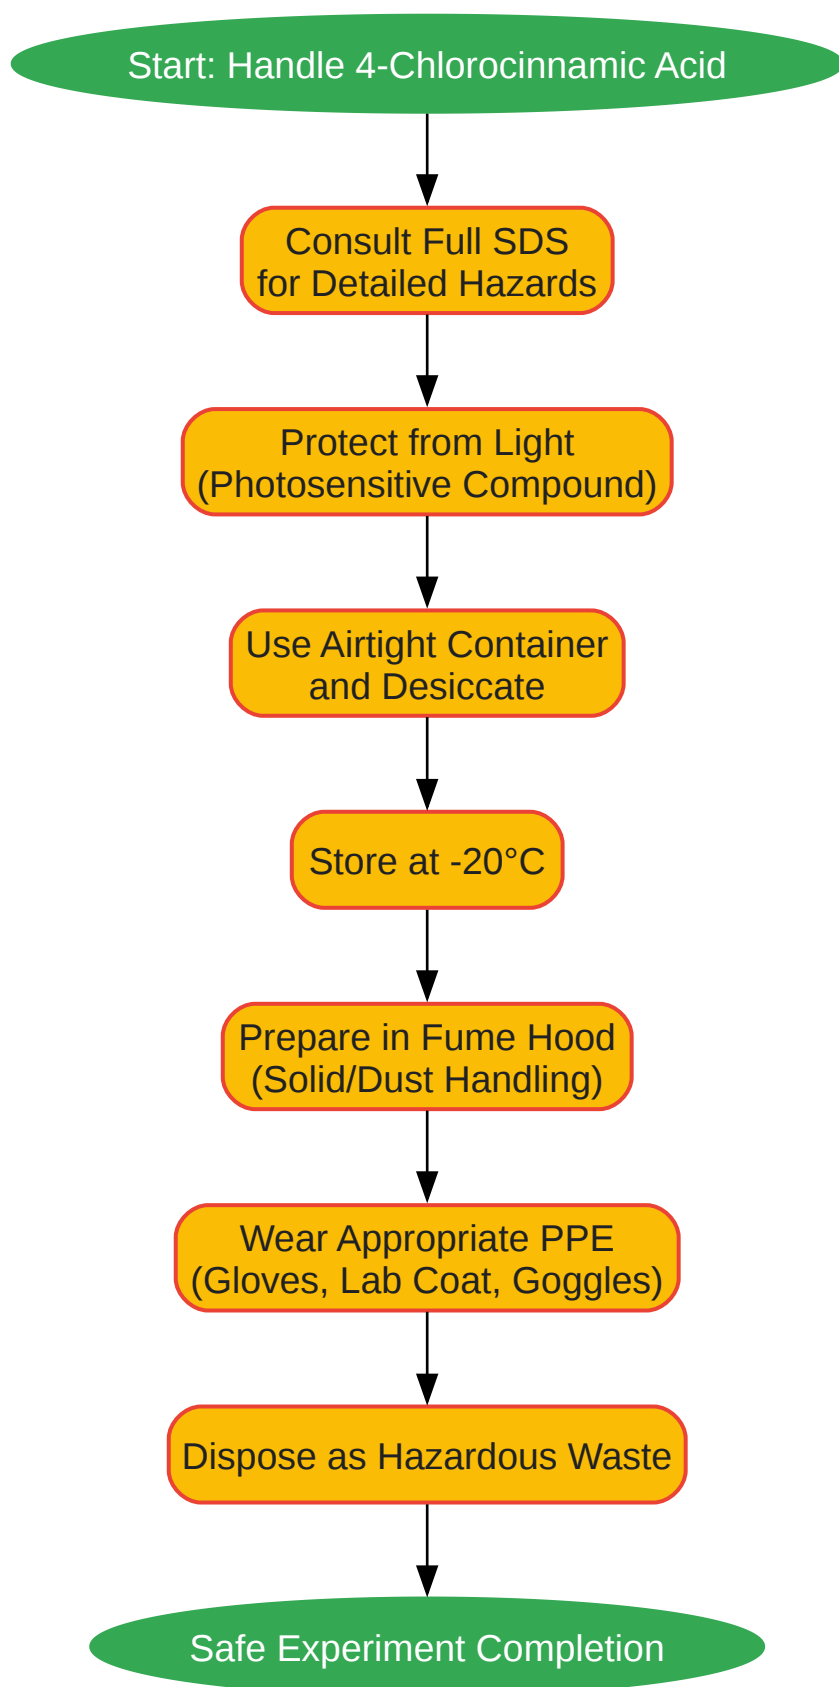 Start: Handle 4-Chlorocinnamic Acid
Consult Full SDS
for Detailed Hazards
Protect from Light
(Photosensitive Compound)
Use Airtight Container
and Desiccate
Store at -20°C
Prepare in Fume Hood
(Solid/Dust Handling)
Wear Appropriate PPE
(Gloves, Lab Coat, Goggles)
Dispose as Hazardous Waste
Safe Experiment Completion